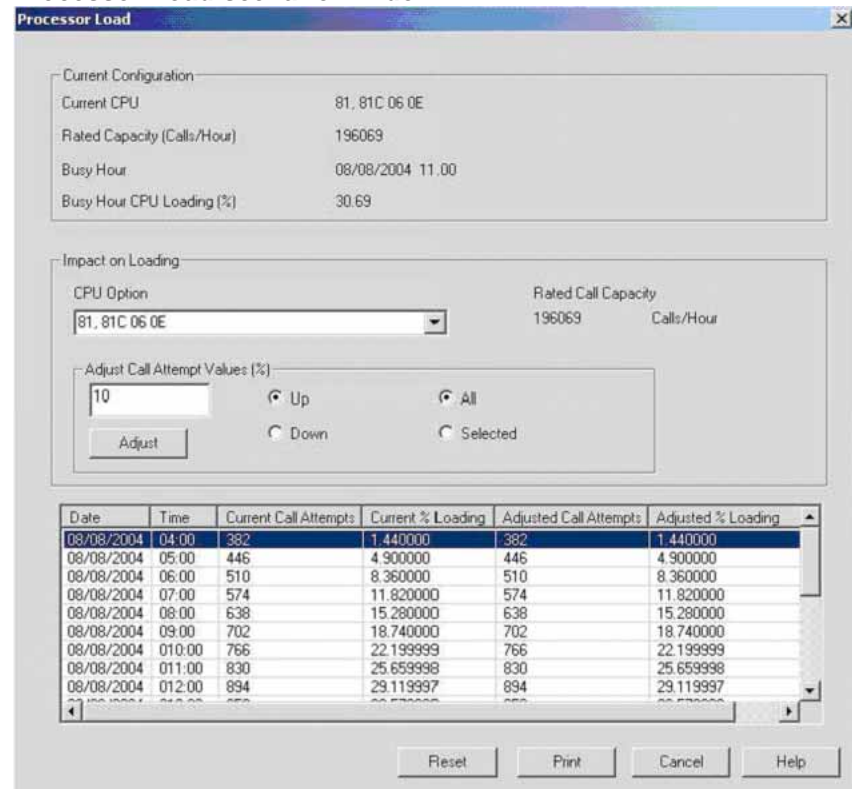 Processor Load
Current Configuration
Current CPU 81, 81C 06 0E
Rated Capacity (Calls/Hour) 196069
Busy Hour 08/08/2004 11.00
Busy Hour CPU Loading (%) 30.69
Impact on Loading
CPU Option Rated Call Capacity
81, 81C 06 0E 196069 Calls/Hour
Adjust Call Attempt Values (%)
10 Up All
Adjust Down Selected
Date Time Current Call Attempts Current % Loading Adjusted Call Attempts Adjusted % Loading
08/08/2004 04:00 382 1.440000 382 1.440000
08/08/2004 05:00 446 4.900000 446 4.900000
08/08/2004 06:00 510 8.360000 510 8.360000
08/08/2004 07:00 574 11.820000 574 11.820000
08/08/2004 08:00 638 15.280000 638 15.280000
08/08/2004 09:00 702 18.740000 702 18.740000
08/08/2004 010:00 766 22.199999 766 22.199999
08/08/2004 011:00 830 25.659998 830 25.659998
08/08/2004 012:00 894 29.119997 894 29.119997
Reset Print Cancel Help